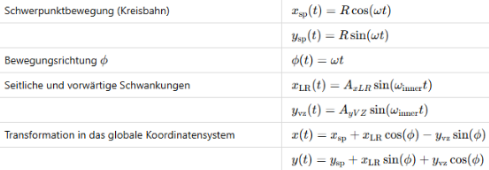 Schwerpunktbewegung (Kreisbahn) x_sp(t) = R cos(ωt)
y_sp(t) = R sin(ωt)
Bewegungsrichtung ϕ ϕ(t) = ωt
Seitliche und vorwärtige Schwankungen x_LR(t) = A_xLR sin(ω_inner t)
y_vz(t) = A_yVZ sin(ω_inner t)
Transformation in das globale Koordinatensystem x(t) = x_sp + x_LR cos(ϕ) − y_vz sin(ϕ)
y(t) = y_sp + x_LR sin(ϕ) + y_vz cos(ϕ)